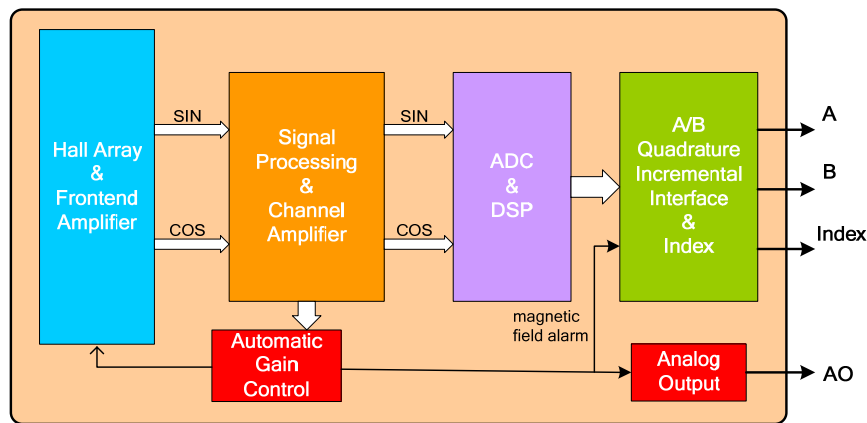 Hall Array
&
Frontend
Amplifier
SIN
COS
Signal
Processing
&
Channel
Amplifier
SIN
COS
ADC
&
DSP
A/B
Quadrature
Incremental
Interface
&
Index
A
B
Index
magnetic
field alarm
Automatic
Gain
Control
Analog
Output
AO